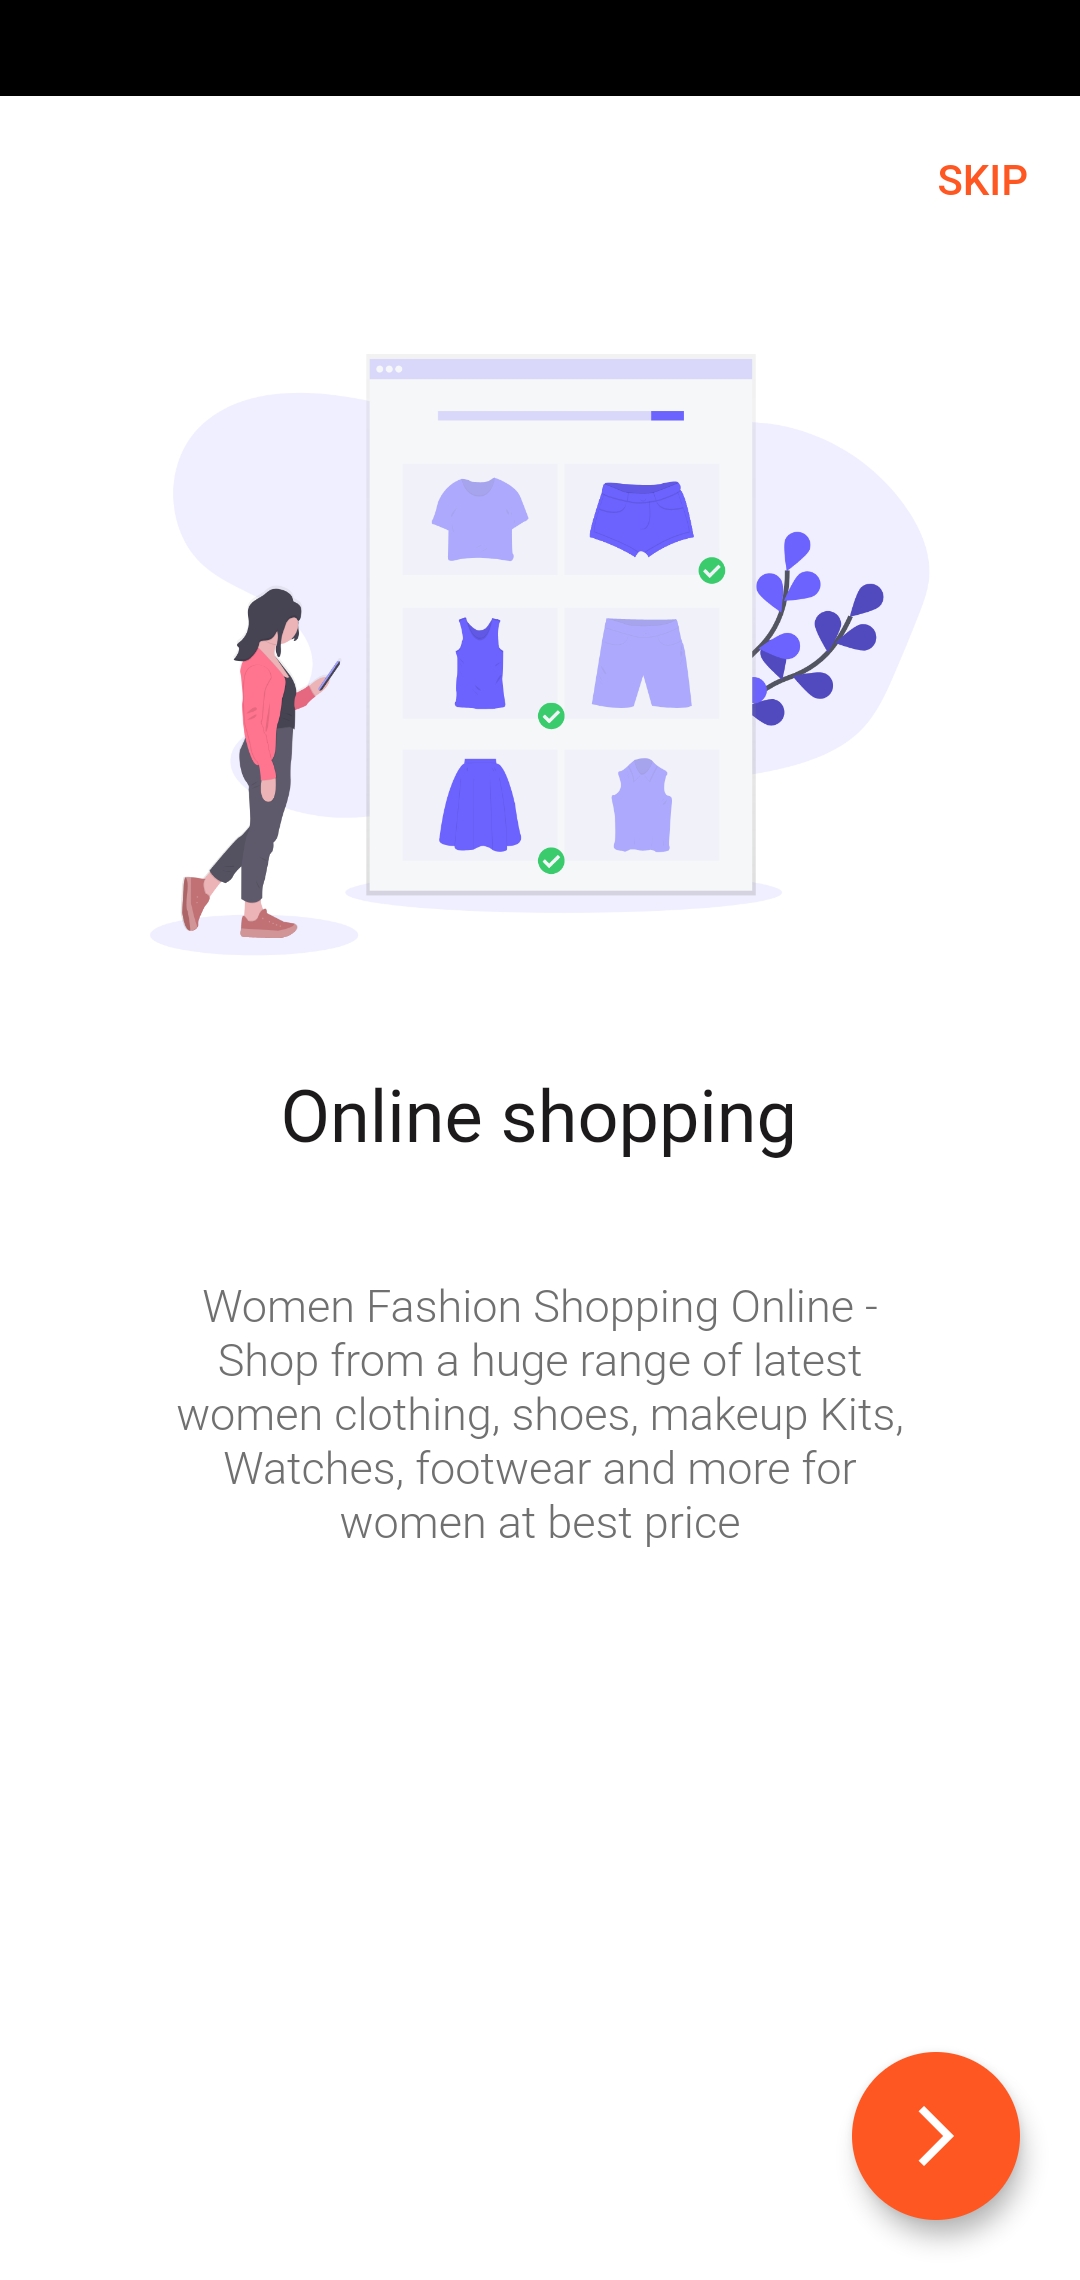 SKIP
Online shopping
Women Fashion Shopping Online -
Shop from a huge range of latest
women clothing, shoes, makeup Kits,
Watches, footwear and more for
women at best price